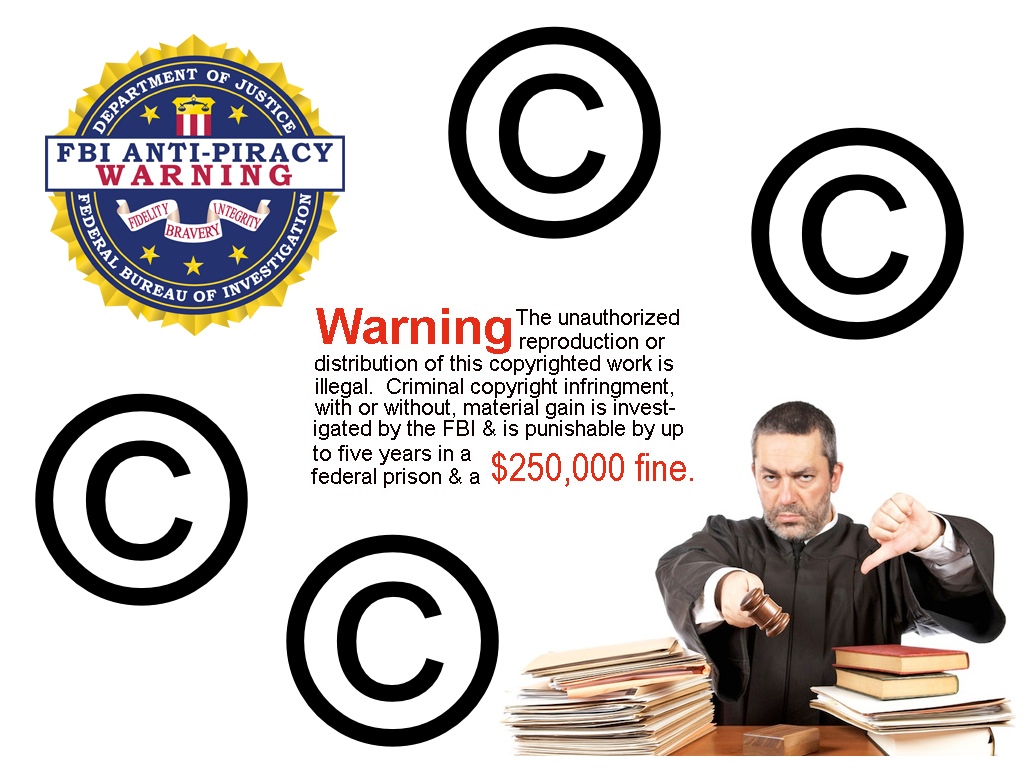 DEPARTMENT OF JUSTICE
FBI ANTI-PIRACY
WARNING
FIDELITY
BRAVERY
INTEGRITY
FEDERAL BUREAU OF INVESTIGATION
©
©
Warning The unauthorized
reproduction or
distribution of this copyrighted work is
illegal. Criminal copyright infringment,
with or without, material gain is invest-
igated by the FBI & is punishable by up
to five years in a
federal prison & a $250,000 fine.
©
©